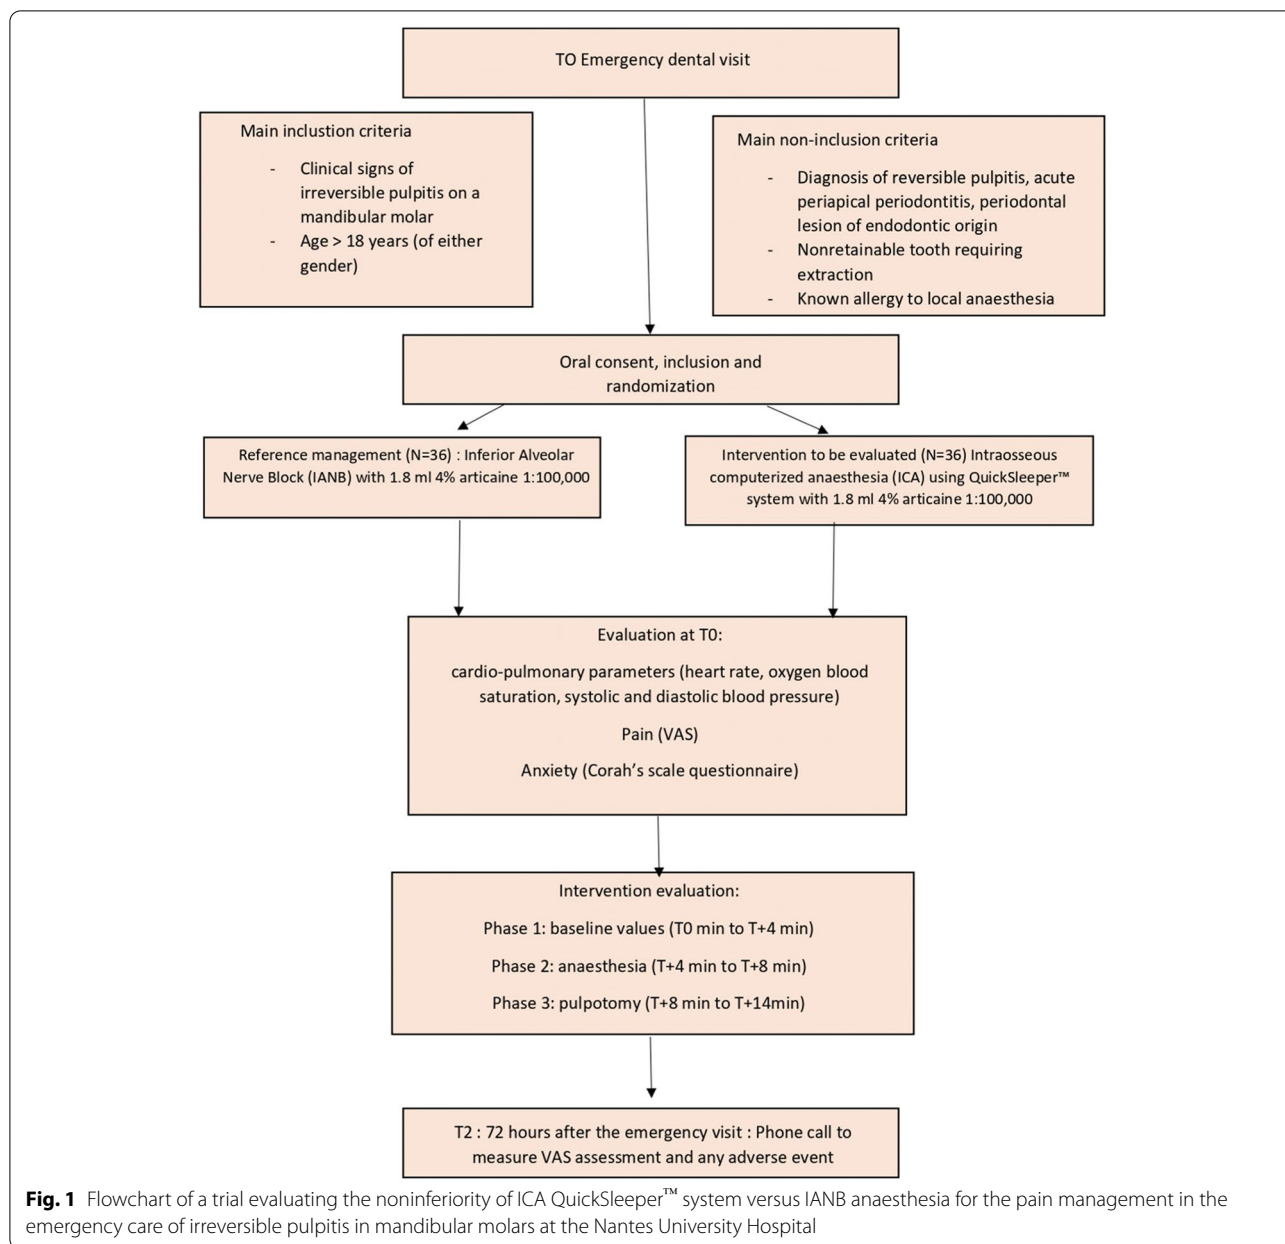 TO Emergency dental visit
Main inclustion criteria
- Clinical signs of
irreversible pulpitis on a
mandibular molar
- Age > 18 years (of either
gender)
Main non-inclusion criteria
- Diagnosis of reversible pulpitis, acute
periapical periodontitis, periodontal
lesion of endodontic origin
- Nonretainable tooth requiring
extraction
- Known allergy to local anaesthesia
Oral consent, inclusion and
randomization
Reference management (N=36) : Inferior Alveolar
Nerve Block (IANB) with 1.8 ml 4% articaine 1:100,000
Intervention to be evaluated (N=36) Intraosseous
computerized anaesthesia (ICA) using QuickSleeper™
system with 1.8 ml 4% articaine 1:100,000
Evaluation at T0:
cardio-pulmonary parameters (heart rate, oxygen blood
saturation, systolic and diastolic blood pressure)
Pain (VAS)
Anxiety (Corah's scale questionnaire)
Intervention evaluation:
Phase 1: baseline values (T0 min to T+4 min)
Phase 2: anaesthesia (T+4 min to T+8 min)
Phase 3: pulpotomy (T+8 min to T+14min)
T2 : 72 hours after the emergency visit : Phone call to
measure VAS assessment and any adverse event
Fig. 1 Flowchart of a trial evaluating the noninferiority of ICA QuickSleeper™ system versus IANB anaesthesia for the pain management in the
emergency care of irreversible pulpitis in mandibular molars at the Nantes University Hospital